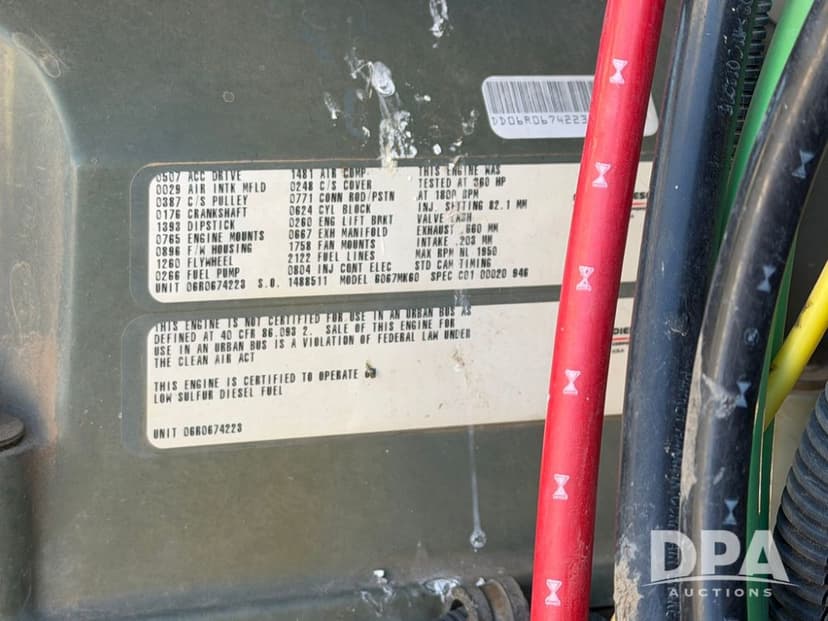 DD06R0674223
0507 ACC DRIVE 1481 AIR COMP THIS ENGINE WAS
0029 AIR INTK MFLD 0248 C/S COVER TESTED AT 360 HP
0387 C/S PULLEY 0771 CONN ROD/PSTN AT 1800 RPM
0176 CRANKSHAFT 0624 CYL BLOCK INJ. SETTING 82.1 MM
1393 DIPSTICK 0260 ENG LIFT BRKT VALVE LASH
0765 ENGINE MOUNTS 0667 EXH MANIFOLD EXHAUST .660 MM
0896 F/W HOUSING 1758 FAN MOUNTS INTAKE .203 MM
1260 FLYWHEEL 2122 FUEL LINES MAX RPM NL 1950
0266 FUEL PUMP 0804 INJ CONT ELEC STD CAM TIMING
UNIT 06R0674223 S.O. 1488511 MODEL 6067MK60 SPEC C01 00020 946
THIS ENGINE IS NOT CERTIFIED FOR USE IN AN URBAN BUS AS
DEFINED AT 40 CFR 86.093 2. SALE OF THIS ENGINE FOR
USE IN AN URBAN BUS IS A VIOLATION OF FEDERAL LAW UNDER
THE CLEAN AIR ACT
THIS ENGINE IS CERTIFIED TO OPERATE
LOW SULFUR DIESEL FUEL
UNIT 06R0674223
DPA
AUCTIONS